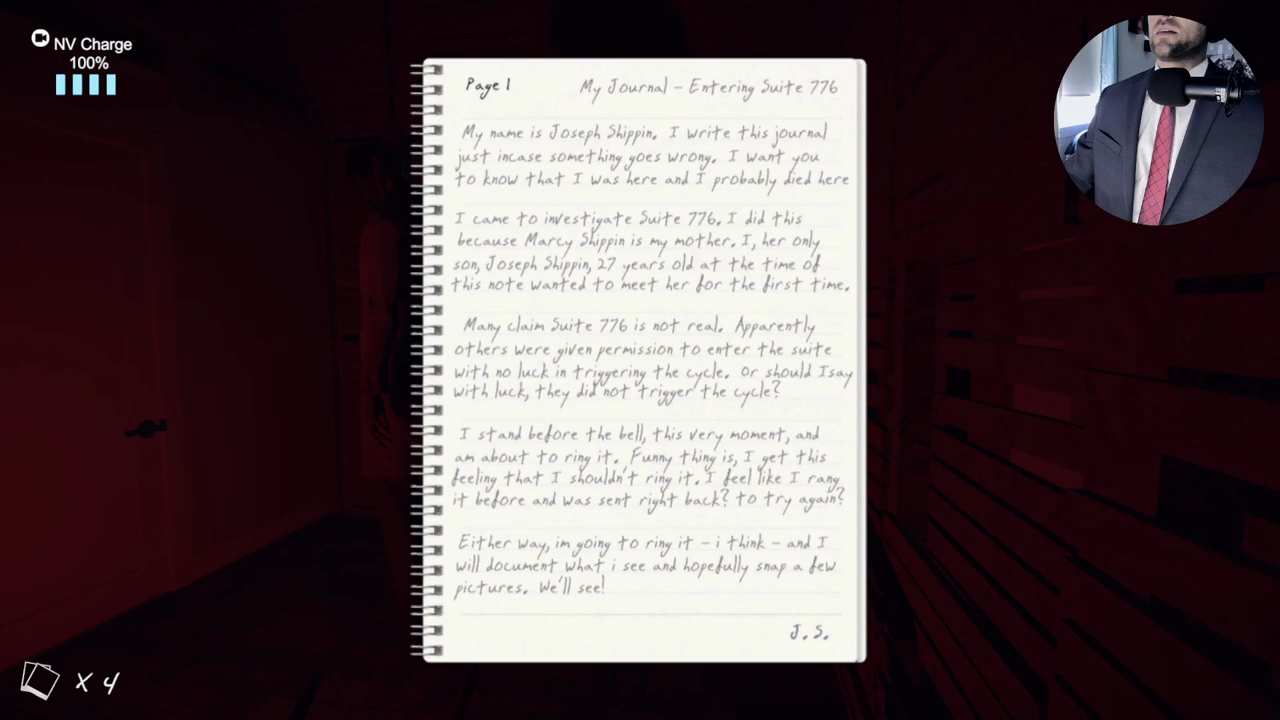 NV Charge
100%
Page 1
My Journal - Entering Suite 776
My name is Joseph Shippin. I write this journal
just incase something goes wrong. I want you
to know that I was here and I probably died here
I came to investigate Suite 776. I did this
because Marcy Shippin is my mother. I, her only
son, Joseph Shippin, 27 years old at the time of
this note wanted to meet her for the first time.
Many claim Suite 776 is not real. Apparently
others were given permission to enter the suite
with no luck in triggering the cycle. Or should I say
with luck, they did not trigger the cycle?
I stand before the bell, this very moment, and
am about to ring it. Funny thing is, I get this
feeling that I shouldn't ring it. I feel like I rang
it before and was sent right back? to try again?
Either way, im going to ring it - i think - and I
will document what i see and hopefully snap a few
pictures. We'll see!
J.S.
X 4